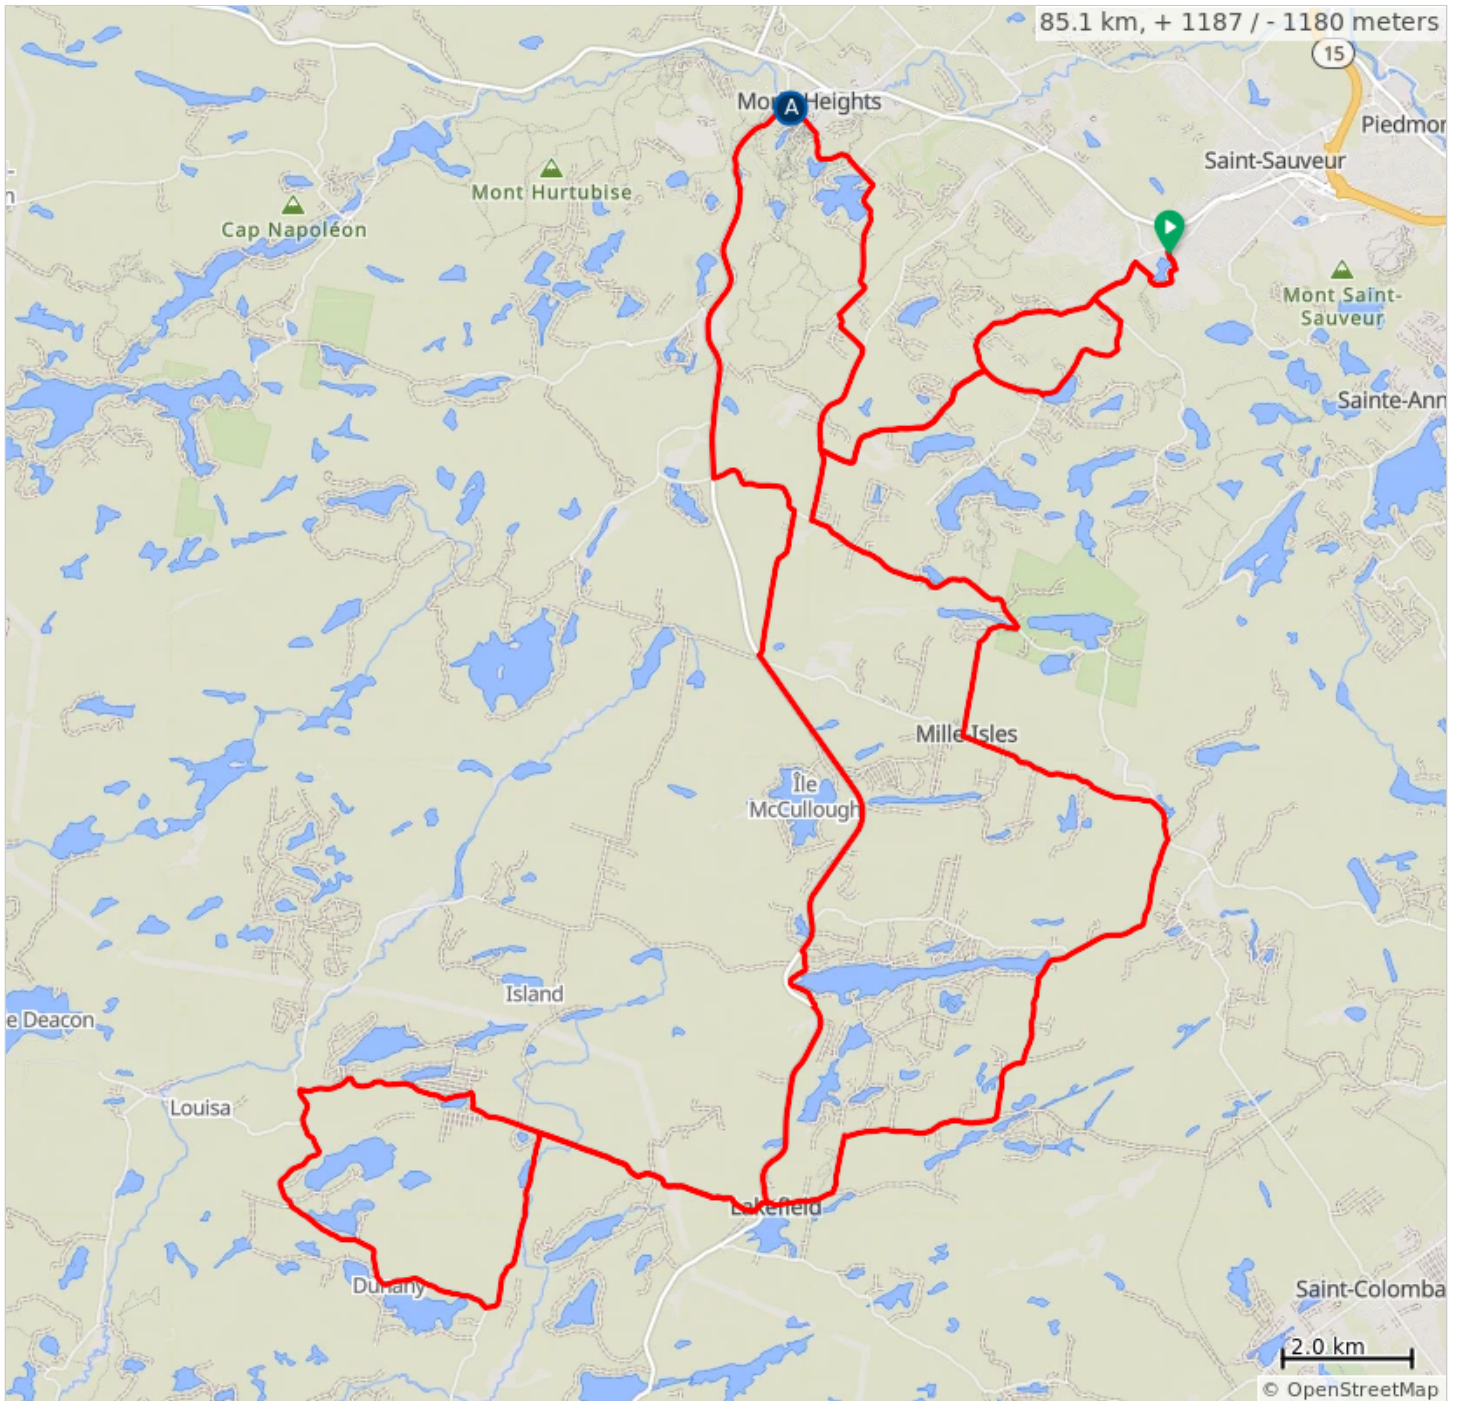 85.1 km, + 1187 / - 1180 meters
15
A
Piedmor
Saint-Sauveur
Mont Hurtubise
Cap Napoléon
Mont Saint-
Sauveur
Sainte-Ann
Mille-Isles
Île
McCullough
Island
e Deacon
Louisa
Lakefield
Dunany
Saint-Colomba
2.0 km
© OpenStreetMap